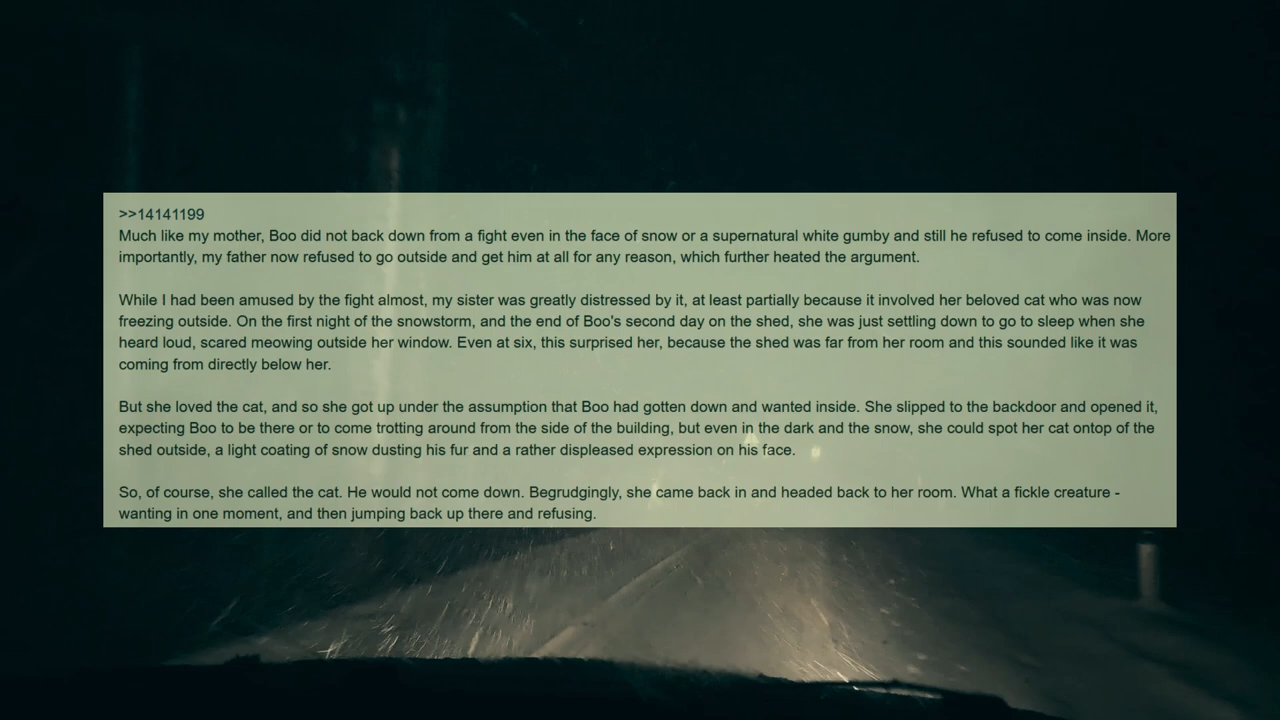 >>14141199
Much like my mother, Boo did not back down from a fight even in the face of snow or a supernatural white gumby and still he refused to come inside. More
importantly, my father now refused to go outside and get him at all for any reason, which further heated the argument.
While I had been amused by the fight almost, my sister was greatly distressed by it, at least partially because it involved her beloved cat who was now
freezing outside. On the first night of the snowstorm, and the end of Boo's second day on the shed, she was just settling down to go to sleep when she
heard loud, scared meowing outside her window. Even at six, this surprised her, because the shed was far from her room and this sounded like it was
coming from directly below her.
But she loved the cat, and so she got up under the assumption that Boo had gotten down and wanted inside. She slipped to the backdoor and opened it,
expecting Boo to be there or to come trotting around from the side of the building, but even in the dark and the snow, she could spot her cat ontop of the
shed outside, a light coating of snow dusting his fur and a rather displeased expression on his face.
So, of course, she called the cat. He would not come down. Begrudgingly, she came back in and headed back to her room. What a fickle creature -
wanting in one moment, and then jumping back up there and refusing.